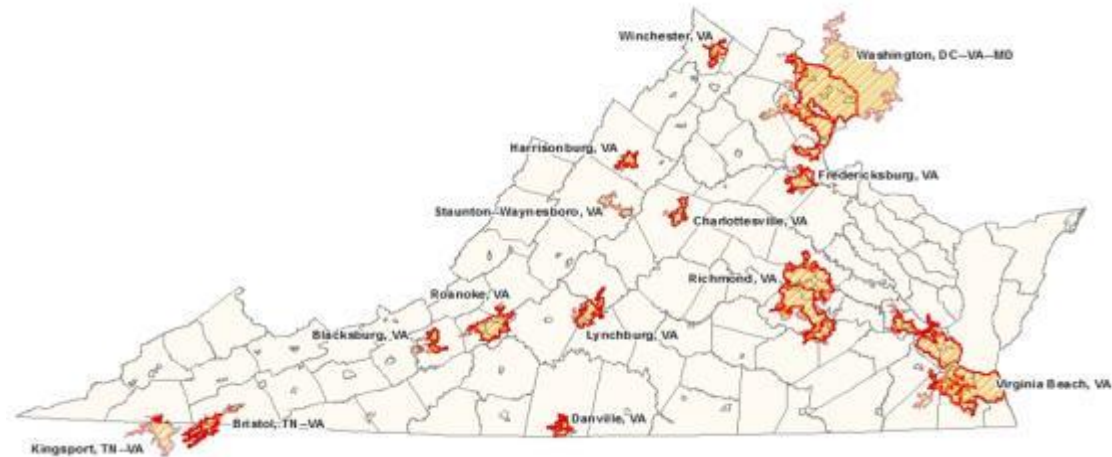 Winchester, VA
Washington, DC--VA--MD
Harrisonburg, VA
Fredericksburg, VA
Staunton--Waynesboro, VA
Charlottesville, VA
Richmond, VA
Roanoke, VA
Blacksburg, VA
Lynchburg, VA
Virginia Beach, VA
Danville, VA
Bristol, TN--VA
Kingsport, TN--VA